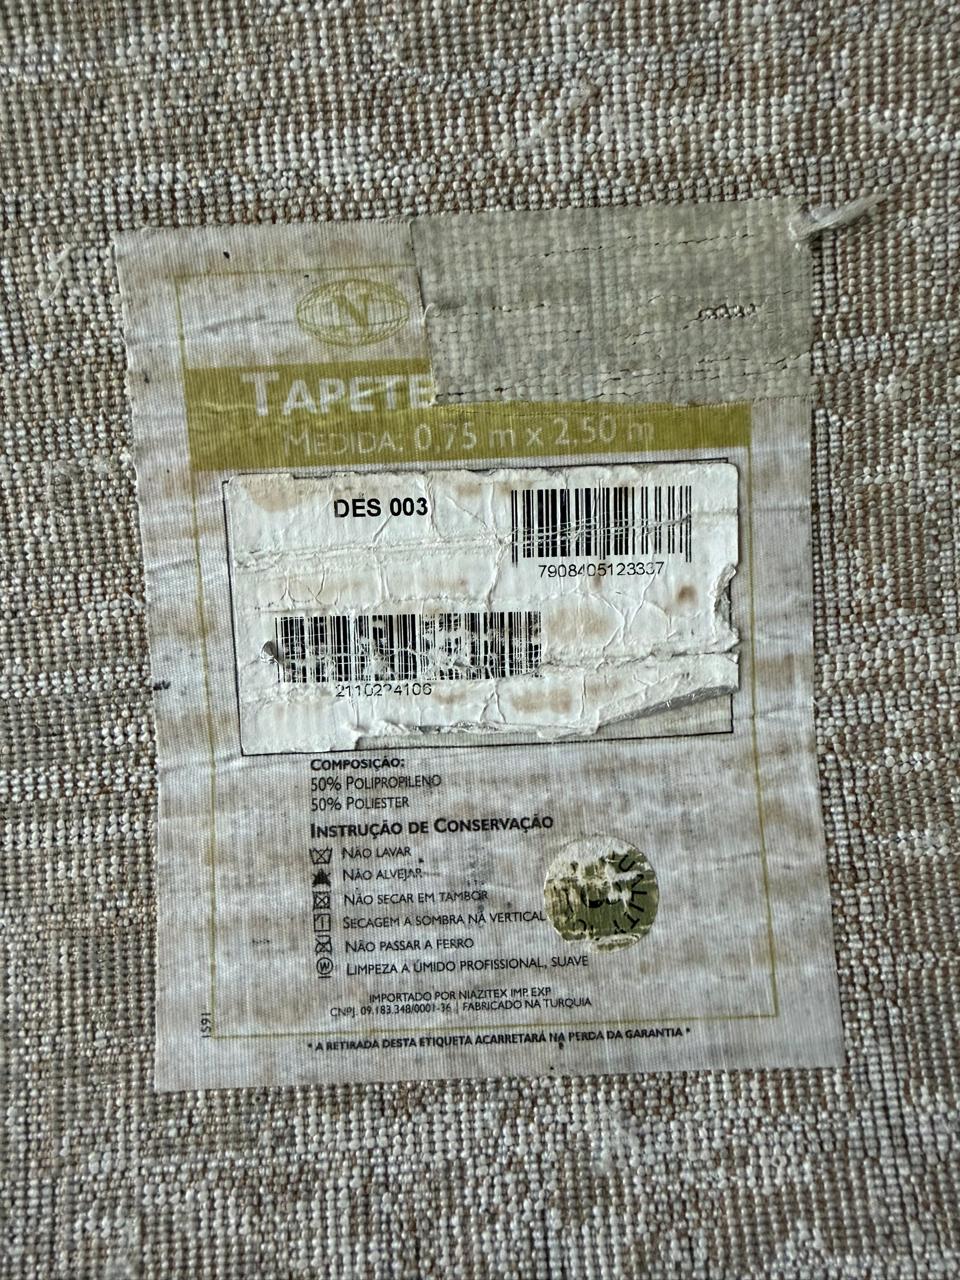 N
TAPETE
MEDIDA: 0,75 m x 2,50 m
DES 003
7908405123337
COMPOSIÇÃO:
50% POLIPROPILENO
50% POLIESTER
INSTRUÇÃO DE CONSERVAÇÃO
NÃO LAVAR
NÃO ALVEJAR
NÃO SECAR EM TAMBOR
SECAGEM A SOMBRA NA VERTICAL
NÃO PASSAR A FERRO
W LIMPEZA A ÚMIDO PROFISSIONAL, SUAVE
IMPORTADO POR NIAZITEX IMP. EXP
CNPJ. 09.183.348/0001-36 | FABRICADO NA TURQUIA
1591
* A RETIRADA DESTA ETIQUETA ACARRETARÁ NA PERDA DA GARANTIA *